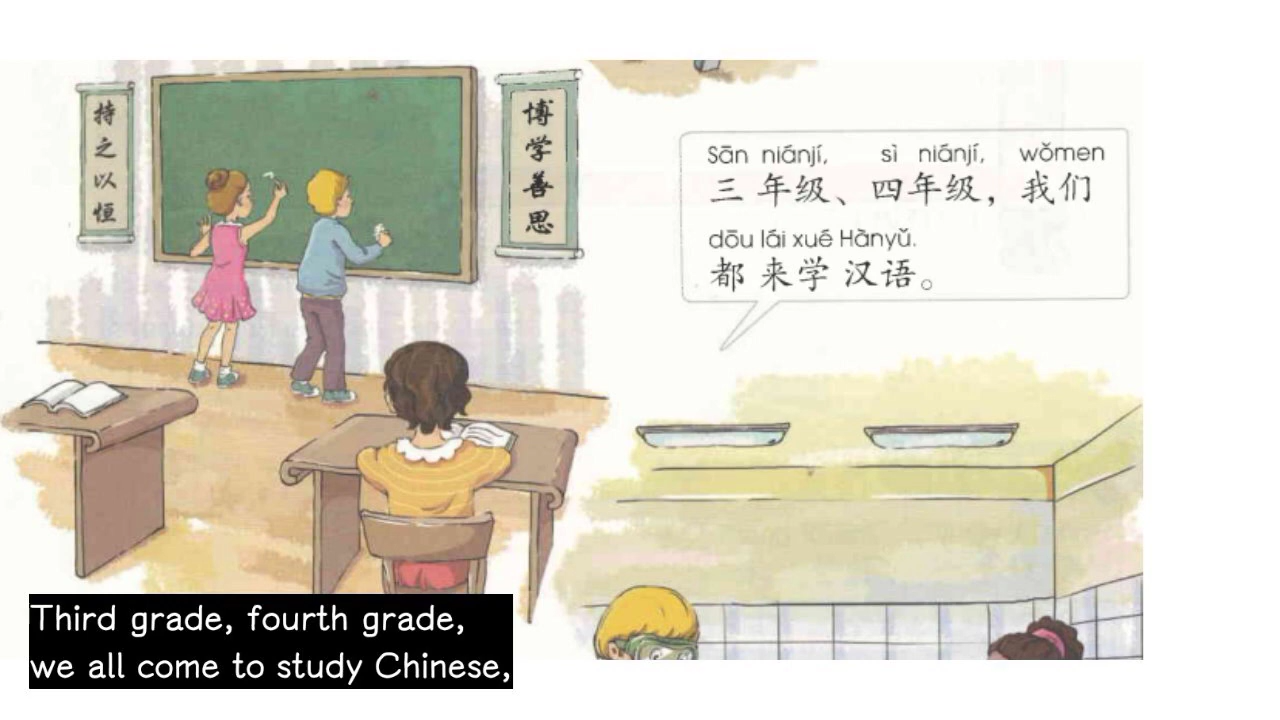 持之以恒
博学善思
Sān niánjí, sì niánjí, wǒmen
三年级、四年级，我们
dōu lái xué Hànyǔ.
都来学汉语。
Third grade, fourth grade,
we all come to study Chinese,